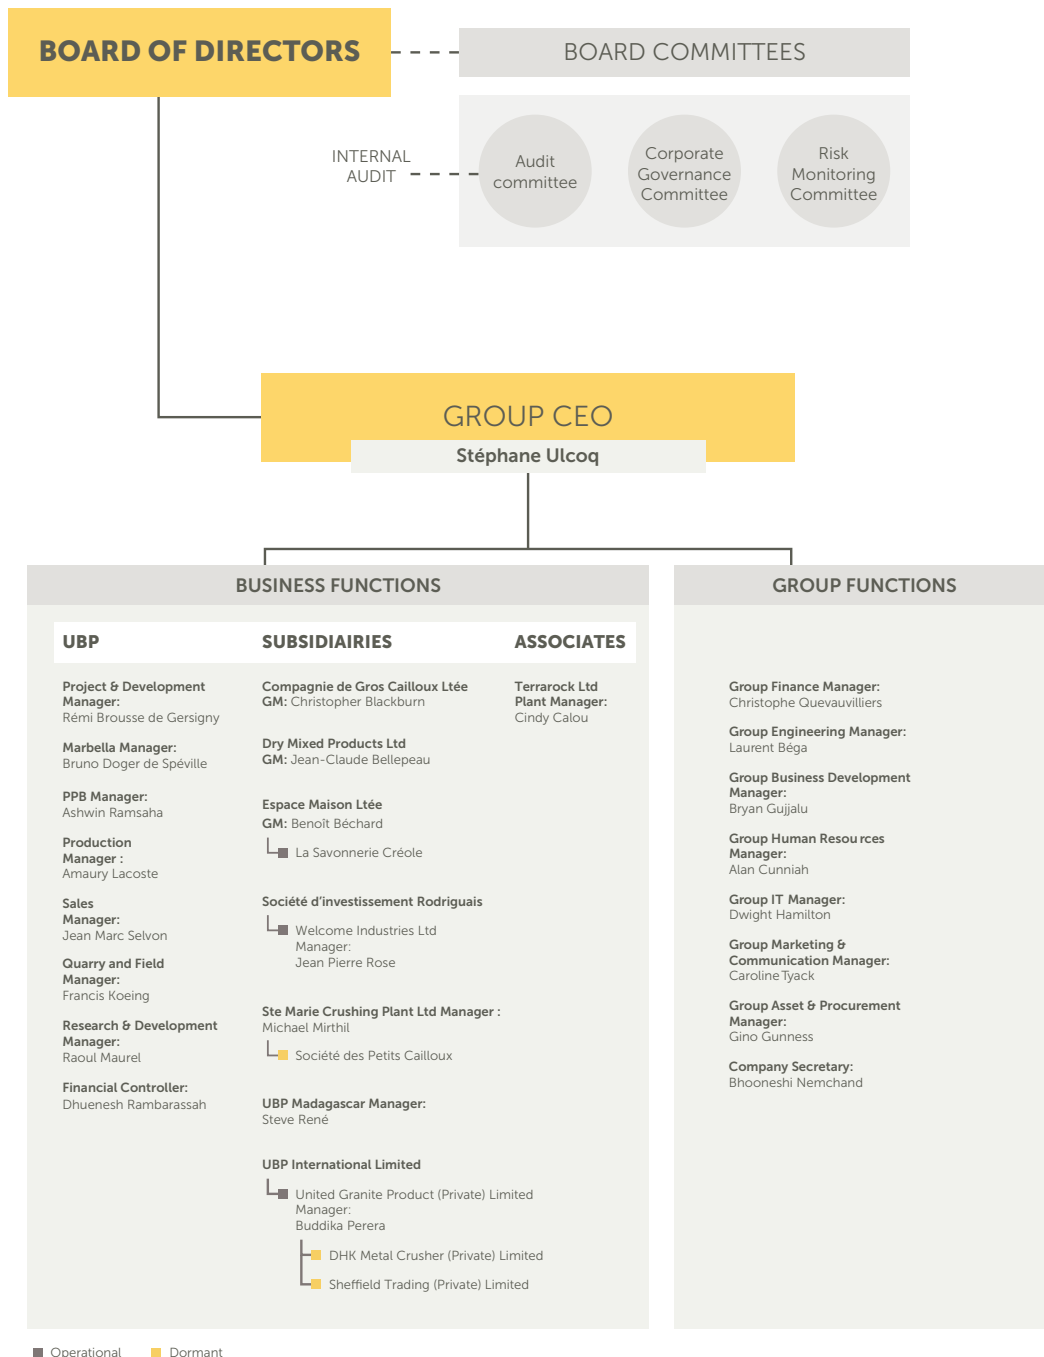 BOARD OF DIRECTORS
BOARD COMMITTEES
INTERNAL
AUDIT
Audit
committee
Corporate
Governance
Committee
Risk
Monitoring
Committee
GROUP CEO
Stéphane Ulcoq
BUSINESS FUNCTIONS
UBP
Project & Development
Manager:
Rémi Brousse de Gersigny
Marbella Manager:
Bruno Doger de Spéville
PPB Manager:
Ashwin Ramsaha
Production
Manager :
Amaury Lacoste
Sales
Manager:
Jean Marc Selvon
Quarry and Field
Manager:
Francis Koeing
Research & Development
Manager:
Raoul Maurel
Financial Controller:
Dhuenesh Rambarassah
SUBSIDIAIRIES
Compagnie de Gros Cailloux Ltée
GM: Christopher Blackburn
Dry Mixed Products Ltd
GM: Jean-Claude Bellepeau
Espace Maison Ltée
GM: Benoît Béchard
La Savonnerie Créole
Société d’investissement Rodriguais
Welcome Industries Ltd
Manager:
Jean Pierre Rose
Ste Marie Crushing Plant Ltd Manager :
Michael Mirthil
Société des Petits Cailloux
UBP Madagascar Manager:
Steve René
UBP International Limited
United Granite Product (Private) Limited
Manager:
Buddika Perera
DHK Metal Crusher (Private) Limited
Sheffield Trading (Private) Limited
ASSOCIATES
Terrarock Ltd
Plant Manager:
Cindy Calou
GROUP FUNCTIONS
Group Finance Manager:
Christophe Quevauvilliers
Group Engineering Manager:
Laurent Béga
Group Business Development
Manager:
Bryan Gujjalu
Group Human Resources
Manager:
Alan Cunniah
Group IT Manager:
Dwight Hamilton
Group Marketing &
Communication Manager:
Caroline Tyack
Group Asset & Procurement
Manager:
Gino Gunness
Company Secretary:
Bhooneshi Nemchand
Operational
Dormant